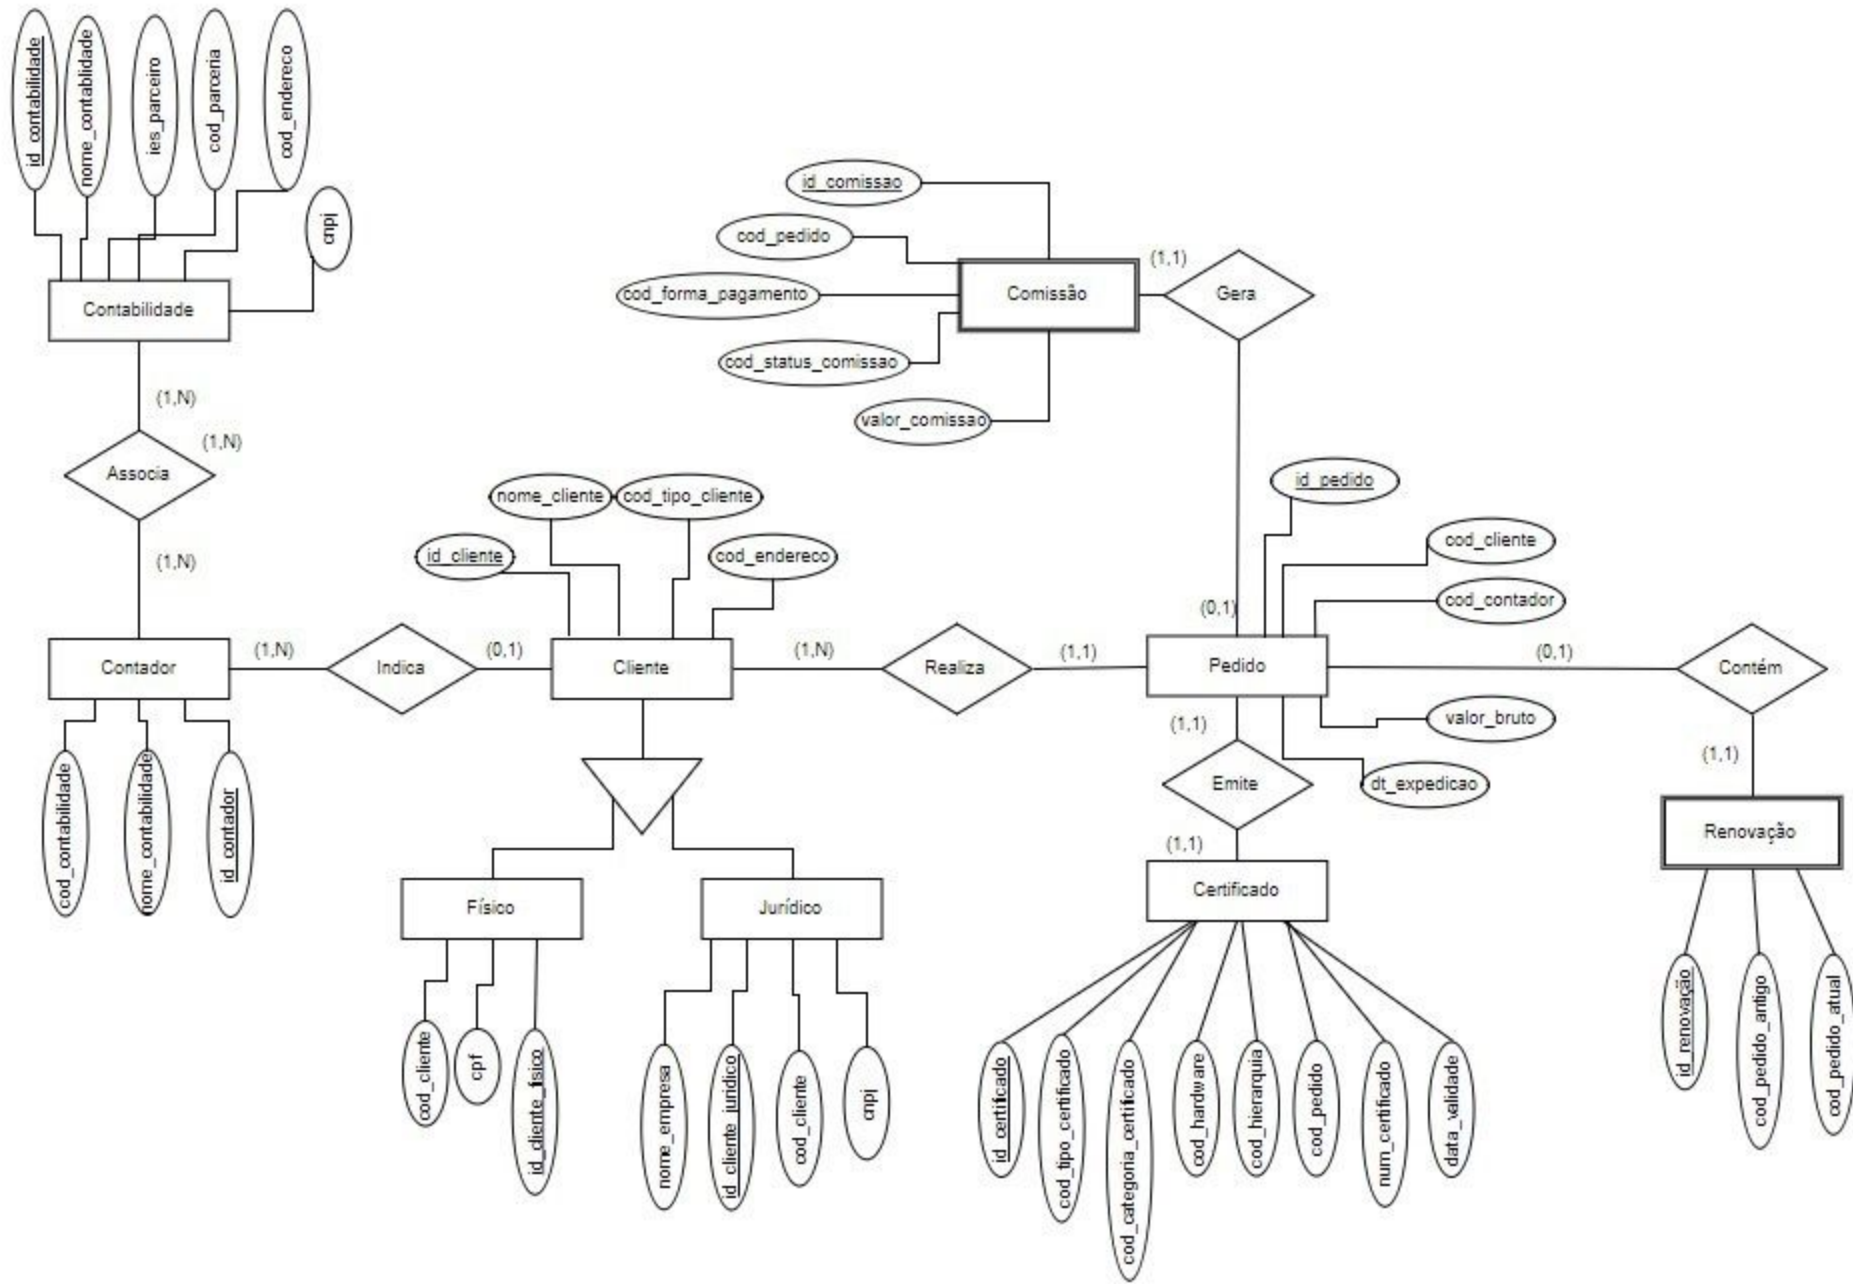 id_contabilidade
nome_contablidade
ies_parceiro
cod_parceria
cod_endereco
cnpj
Contabilidade
(1,N)
(1,N)
Associa
(1,N)
id_comissao
cod_pedido
cod_forma_pagamento
cod_status_comissao
valor_comissao
Comissão
(1,1)
Gera
(0,1)
nome_cliente
cod_tipo_cliente
id_cliente
cod_endereco
id_pedido
cod_cliente
cod_contador
Contador
(1,N)
Indica
(0,1)
Cliente
(1,N)
Realiza
(1,1)
Pedido
(0,1)
Contém
(1,1)
valor_bruto
dt_expedicao
(1,1)
Emite
(1,1)
Renovação
cod_contabilidade
nome_contabilidade
id_contador
Físico
Jurídico
Certificado
cod_cliente
cpf
id_cliente_fisico
nome_empresa
id_cliente_juridico
cod_cliente
cnpj
id_certificado
cod_tipo_certificado
cod_categoria_certificado
cod_hardware
cod_hierarquia
cod_pedido
num_certificado
data_validade
id_renovação
cod_pedido_antigo
cod_pedido_atual